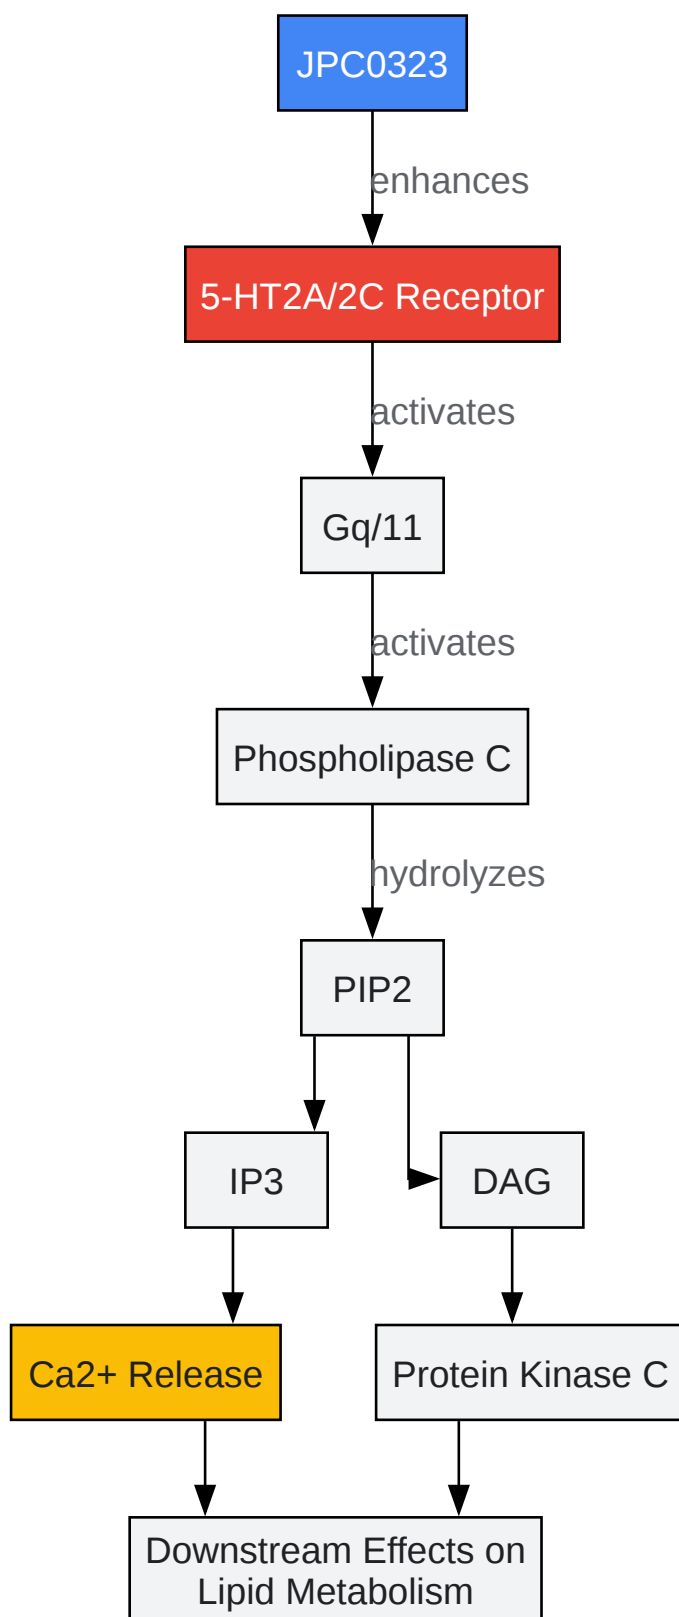 JPC0323
enhances
5-HT2A/2C Receptor
activates
Gq/11
activates
Phospholipase C
hydrolyzes
PIP2
IP3
DAG
Ca2+ Release
Protein Kinase C
Downstream Effects on
Lipid Metabolism